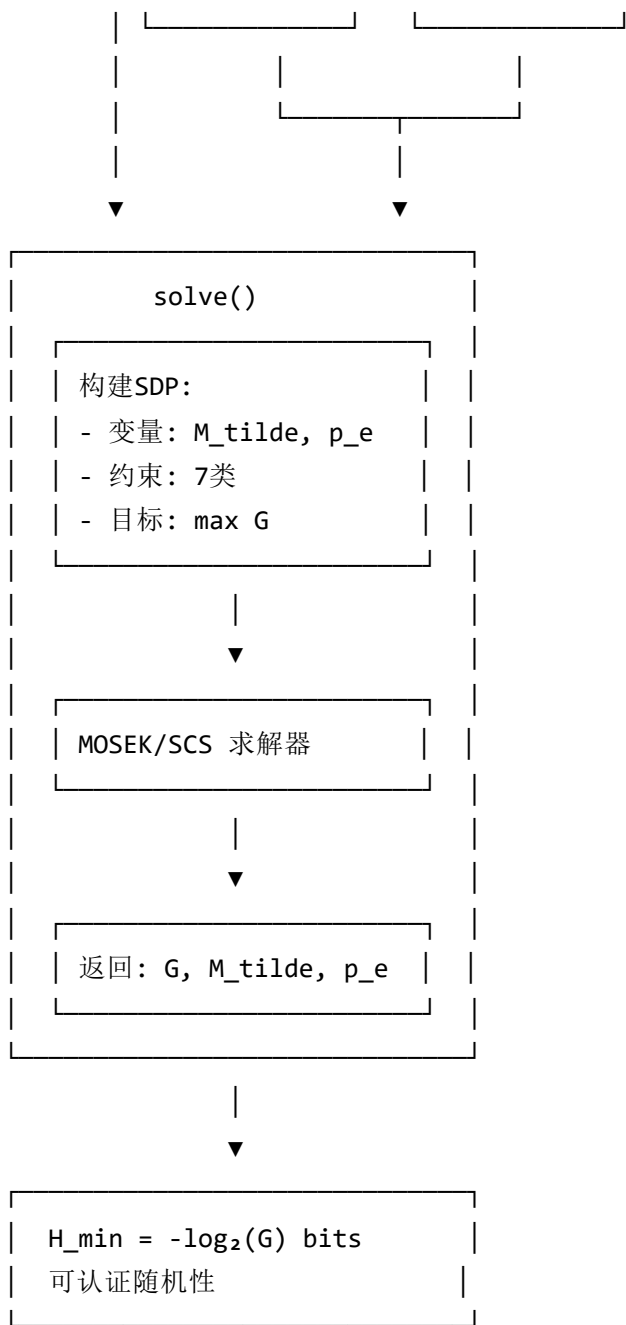 solve()
构建SDP:
- 变量: M_tilde, p_e
- 约束: 7类
- 目标: max G
MOSEK/SCS 求解器
返回: G, M_tilde, p_e
H_min = -log₂(G) bits
可认证随机性